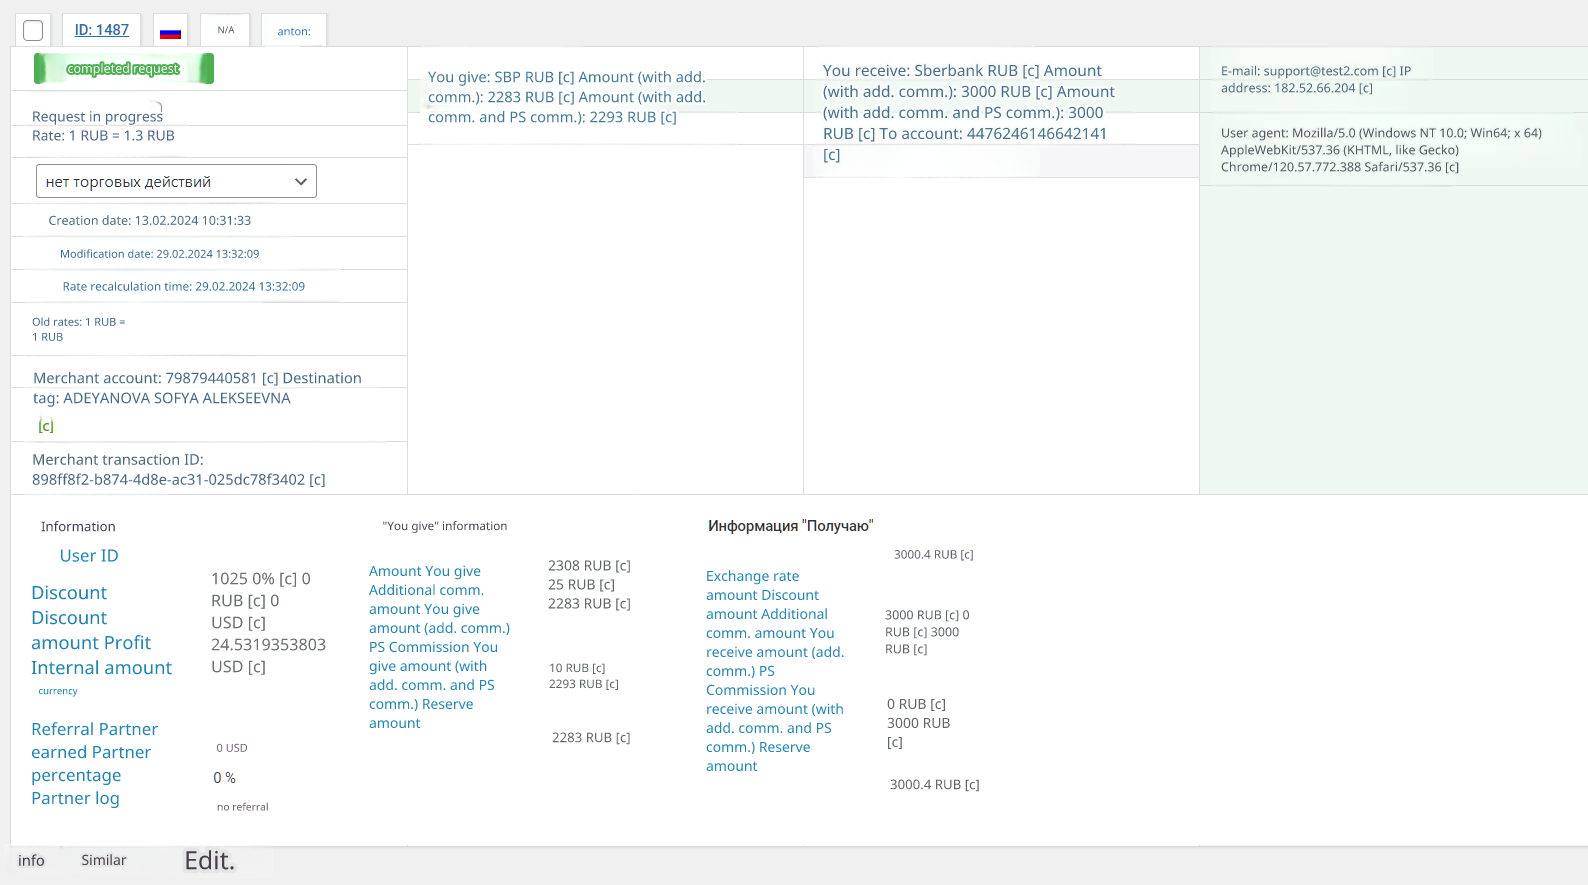 ID: 1487
N/A
anton:
completed request
Request in progress
Rate: 1 RUB = 1.3 RUB
нет торговых действий
Creation date: 13.02.2024 10:31:33
Modification date: 29.02.2024 13:32:09
Rate recalculation time: 29.02.2024 13:32:09
Old rates: 1 RUB =
1 RUB
Merchant account: 79879440581 [c] Destination
tag: ADEYANOVA SOFYA ALEKSEEVNA
[c]
Merchant transaction ID:
898ff8f2-b874-4d8e-ac31-025dc78f3402 [c]
You give: SBP RUB [c] Amount (with add.
comm.): 2283 RUB [c] Amount (with add.
comm. and PS comm.): 2293 RUB [c]
You receive: Sberbank RUB [c] Amount
(with add. comm.): 3000 RUB [c] Amount
(with add. comm. and PS comm.): 3000
RUB [c] To account: 4476246146642141
[c]
E-mail: support@test2.com [c] IP
address: 182.52.66.204 [c]
User agent: Mozilla/5.0 (Windows NT 10.0; Win64; x 64)
AppleWebKit/537.36 (KHTML, like Gecko)
Chrome/120.57.772.388 Safari/537.36 [c]
Information
User ID
Discount
Discount
amount Profit
Internal amount
currency
Referral Partner
earned Partner
percentage
Partner log
1025 0% [c] 0
RUB [c] 0
USD [c]
24.5319353803
USD [c]
0 USD
0 %
no referral
"You give" information
Amount You give
Additional comm.
amount You give
amount (add. comm.)
PS Commission You
give amount (with
add. comm. and PS
comm.) Reserve
amount
2308 RUB [c]
25 RUB [c]
2283 RUB [c]
10 RUB [c]
2293 RUB [c]
2283 RUB [c]
Информация "Получаю"
Exchange rate
amount Discount
amount Additional
comm. amount You
receive amount (add.
comm.) PS
Commission You
receive amount (with
add. comm. and PS
comm.) Reserve
amount
3000.4 RUB [c]
3000 RUB [c] 0
RUB [c] 3000
RUB [c]
0 RUB [c]
3000 RUB
[c]
3000.4 RUB [c]
info
Similar
Edit.